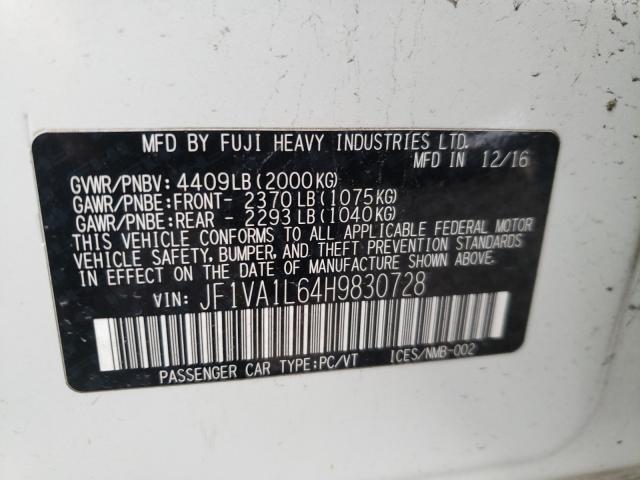 MFD BY FUJI HEAVY INDUSTRIES LTD.
MFD IN 12/16
GVWR/PNBV: 4409LB(2000KG)
GAWR/PNBE:FRONT- 2370LB(1075KG)
GAWR/PNBE:REAR - 2293LB(1040KG)
THIS VEHICLE CONFORMS TO ALL APPLICABLE FEDERAL MOTOR
VEHICLE SAFETY, BUMPER, AND THEFT PREVENTION STANDARDS
IN EFFECT ON THE DATE OF MANUFACTURE SHOWN ABOVE.
VIN: JF1VA1L64H9830728
PASSENGER CAR TYPE:PC/VT ICES/NMB-002